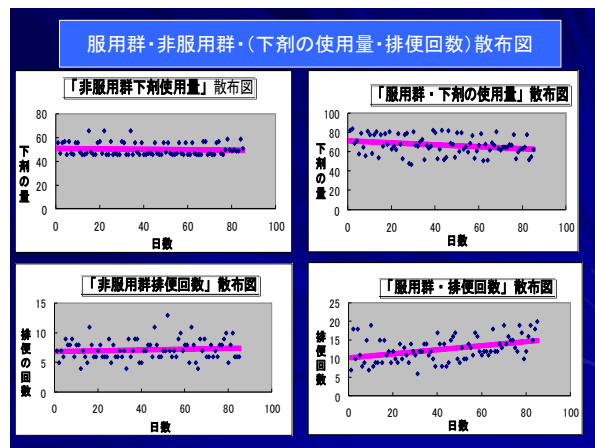 服用群・非服用群・(下剤の使用量・排便回数)散布図
「非服用群下剤使用量」散布図
下剤の量
80
60
40
20
0
0 20 40 60 80 100
日数
「服用群・下剤の使用量」散布図
下剤の量
100
80
60
40
20
0
0 20 40 60 80 100
日数
「非服用群排便回数」散布図
排便の回数
15
10
5
0
0 20 40 60 80 100
日数
「服用群・排便回数」散布図
排便回数
25
20
15
10
5
0
0 20 40 60 80 100
日数